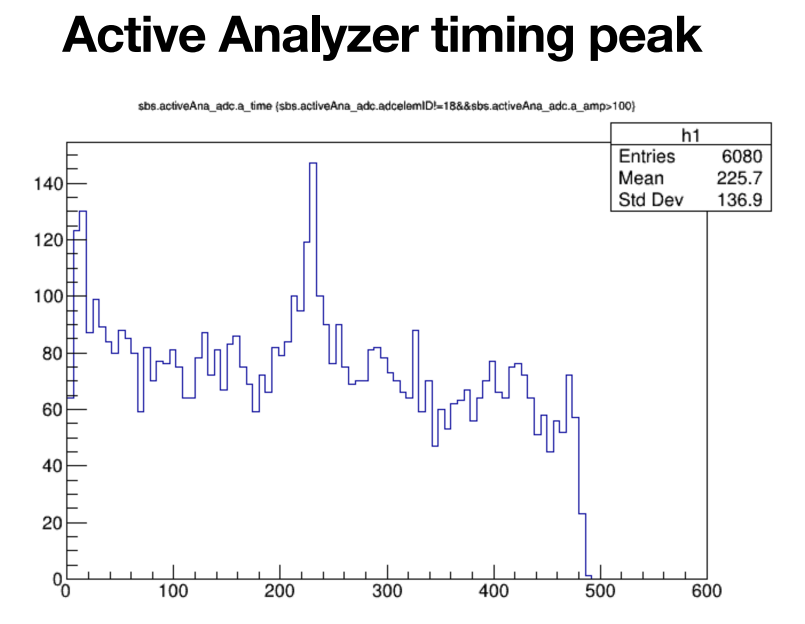 Active Analyzer timing peak
sbs.activeAna_adc.a_time {sbs.activeAna_adc.adcelemID!=18&&sbs.activeAna_adc.a_amp>100}
h1
Entries 6080
Mean 225.7
Std Dev 136.9
140
120
100
80
60
40
20
0
0 100 200 300 400 500 600